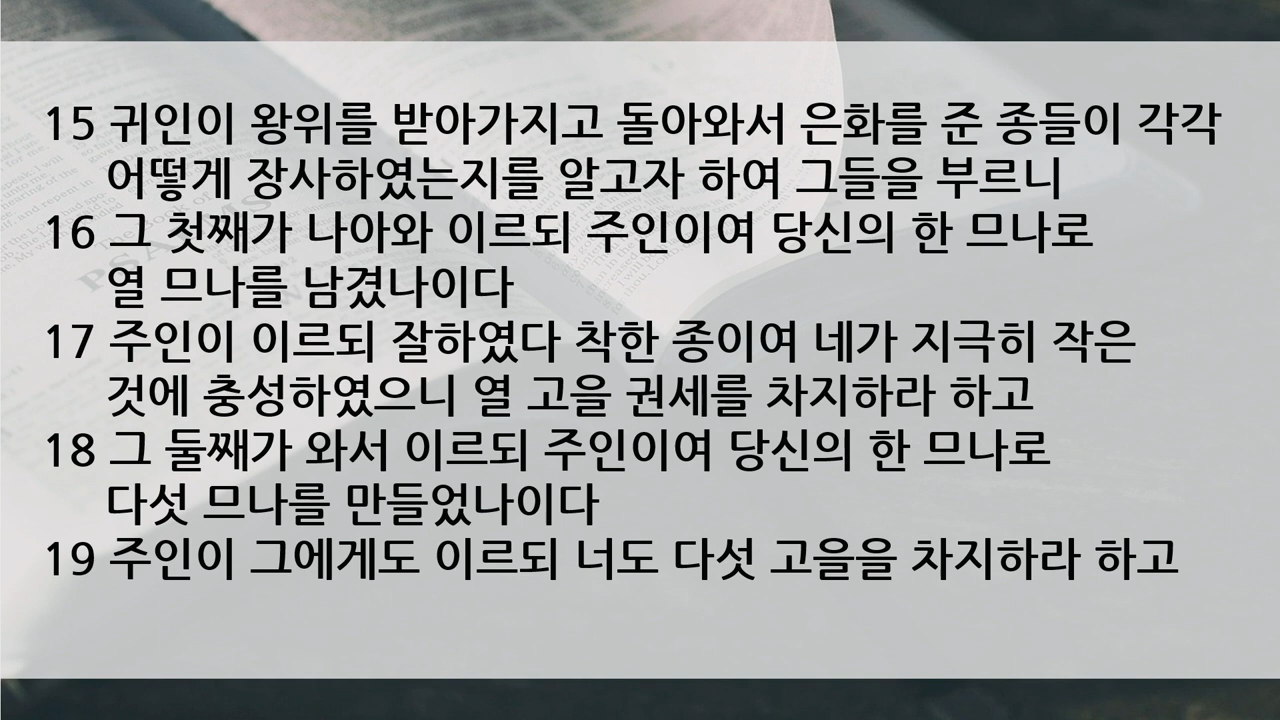 15 귀인이 왕위를 받아가지고 돌아와서 은화를 준 종들이 각각
어떻게 장사하였는지를 알고자 하여 그들을 부르니
16 그 첫째가 나아와 이르되 주인이여 당신의 한 므나로
열 므나를 남겼나이다
17 주인이 이르되 잘하였다 착한 종이여 네가 지극히 작은
것에 충성하였으니 열 고을 권세를 차지하라 하고
18 그 둘째가 와서 이르되 주인이여 당신의 한 므나로
다섯 므나를 만들었나이다
19 주인이 그에게도 이르되 너도 다섯 고을을 차지하라 하고
PSALMS